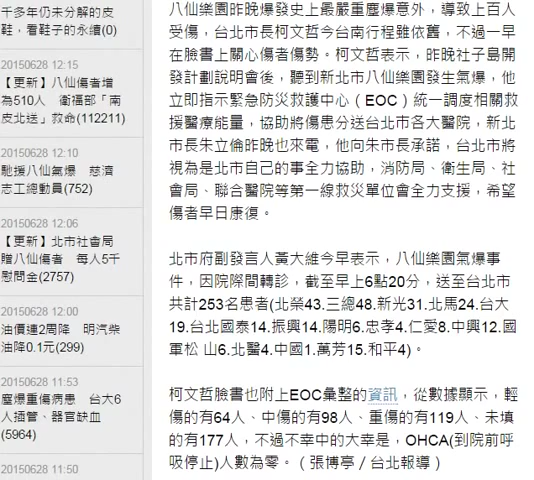 千多年仍未分解的皮
鞋,看鞋子的永續(0)
20150628 12:15
【更新】八仙傷者增
為510人 衛福部「南
皮北送」救命(112211)
20150628 12:10
馳援八仙氣爆 慈濟
志工總動員(752)
20150628 12:06
【更新】北市社會局
贈八仙傷者 每人5千
慰問金(2757)
20150628 12:00
油價連2周降 明汽柴
油降0.1元(299)
20150628 11:53
塵爆重傷病患 台大6
人插管、器官缺血
(5964)
20150628 11:50
八仙樂園昨晚爆發史上最嚴重塵爆意外,導致上百人
受傷,台北市長柯文哲今台南行程雖依舊,不過一早
在臉書上關心傷者傷勢。柯文哲表示,昨晚社子島開
發計劃說明會後,聽到新北市八仙樂園發生氣爆,他
立即指示緊急防災救護中心(EOC)統一調度相關救
援醫療能量,協助將傷患分送台北市各大醫院,新北
市長朱立倫昨晚也來電,他向朱市長承諾,台北市將
視為是北市自己的事全力協助,消防局、衛生局、社
會局、聯合醫院等第一線救災單位會全力支援,希望
傷者早日康復。
北市府副發言人黃大維今早表示,八仙樂園氣爆事
件,因院際間轉診,截至早上6點20分,送至台北市
共計253名患者(北榮43.三總48.新光31.北馬24.台大
19.台北國泰14.振興14.陽明6.忠孝4.仁愛8.中興12.國
軍松 山6.北醫4.中國1.萬芳15.和平4)。
柯文哲臉書也附上EOC彙整的資訊,從數據顯示,輕
傷的有64人、中傷的有98人、重傷的有119人、未填
的有177人,不過不幸中的大幸是,OHCA(到院前呼
吸停止)人數為零。(張博亭/台北報導)